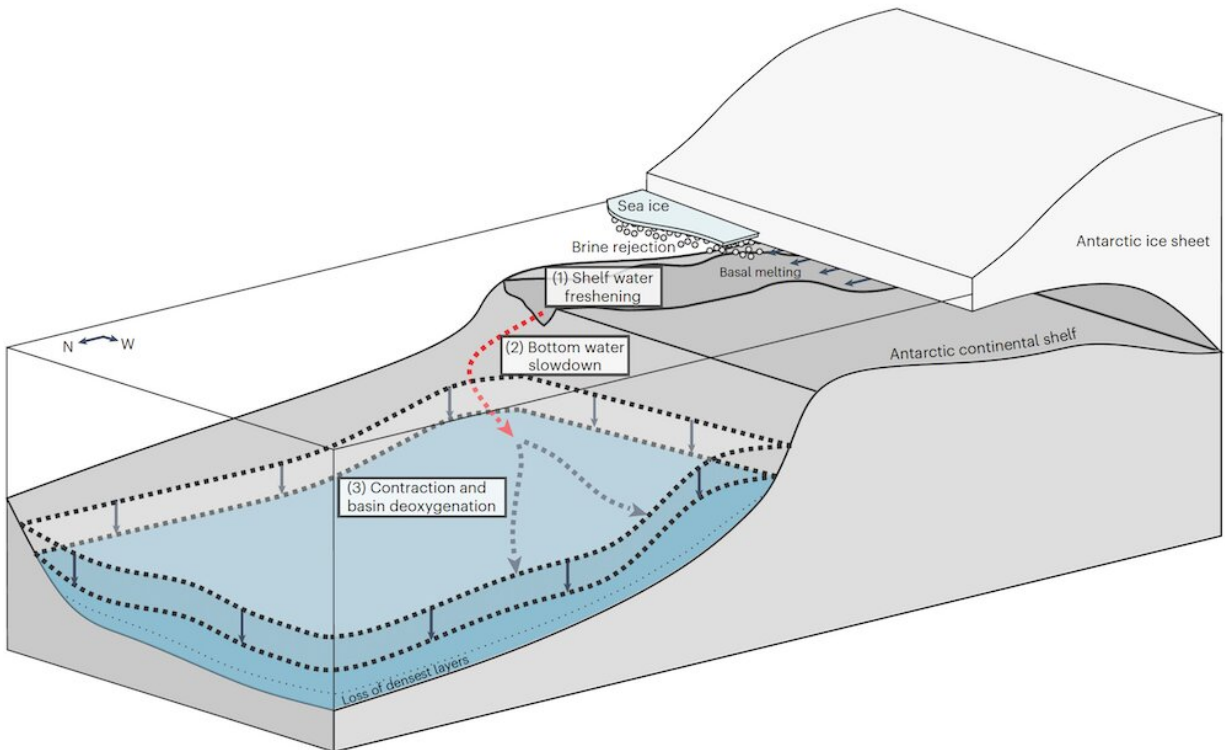 Sea ice
Antarctic ice sheet
Brine rejection
Basal melting
(1) Shelf water
freshening
N W
(2) Bottom water
slowdown
Antarctic continental shelf
(3) Contraction and
basin deoxygenation
Loss of densest layers